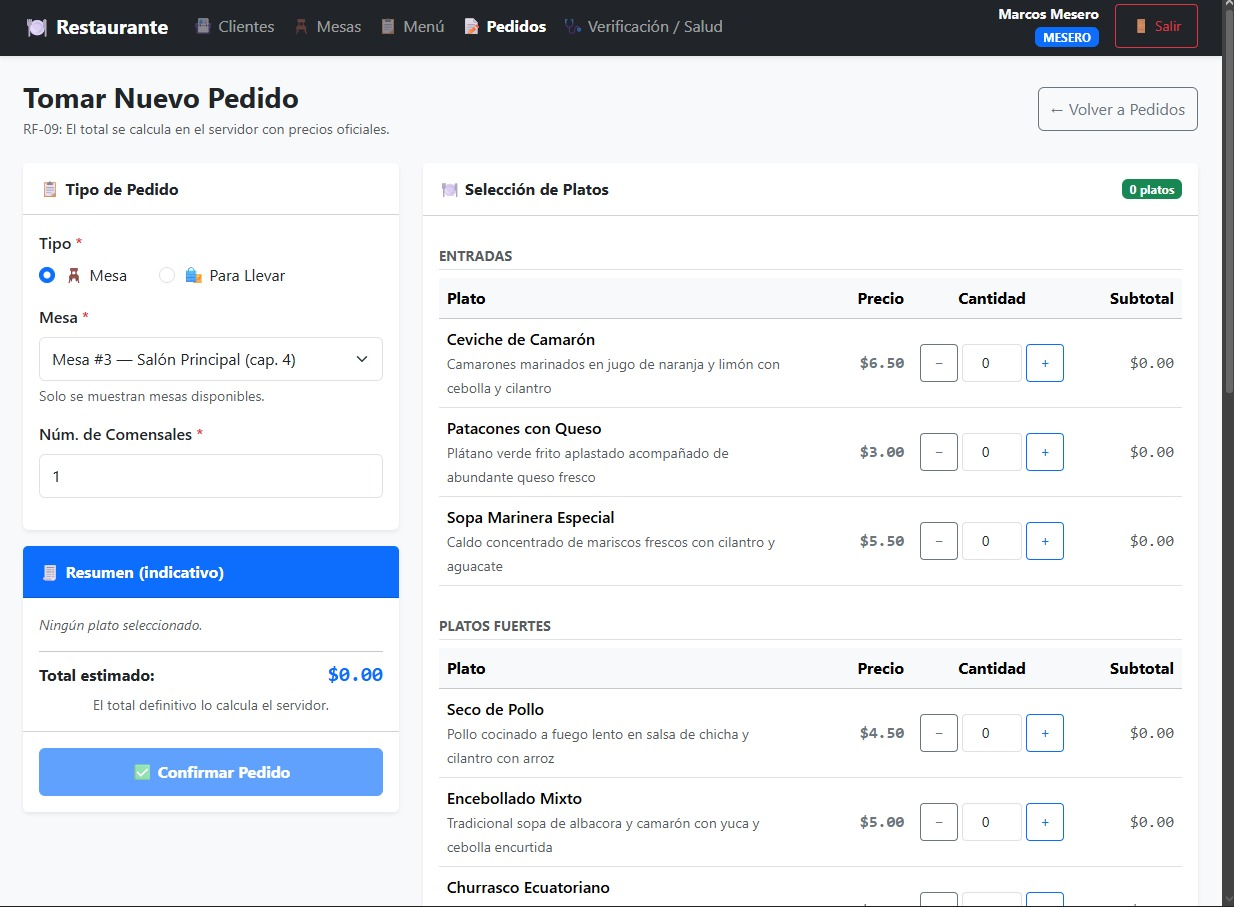 Restaurante Clientes Mesas Menú Pedidos Verificación / Salud
Marcos Mesero
MESERO
Salir
Tomar Nuevo Pedido
RF-09: El total se calcula en el servidor con precios oficiales.
← Volver a Pedidos
Tipo de Pedido
Tipo *
Mesa Para Llevar
Mesa *
Mesa #3 — Salón Principal (cap. 4)
Solo se muestran mesas disponibles.
Núm. de Comensales *
1
Resumen (indicativo)
Ningún plato seleccionado.
Total estimado: $0.00
El total definitivo lo calcula el servidor.
Confirmar Pedido
Selección de Platos 0 platos
ENTRADAS
Plato Precio Cantidad Subtotal
Ceviche de Camarón
Camarones marinados en jugo de naranja y limón con
cebolla y cilantro
$6.50 − 0 + $0.00
Patacones con Queso
Plátano verde frito aplastado acompañado de
abundante queso fresco
$3.00 − 0 + $0.00
Sopa Marinera Especial
Caldo concentrado de mariscos frescos con cilantro y
aguacate
$5.50 − 0 + $0.00
PLATOS FUERTES
Plato Precio Cantidad Subtotal
Seco de Pollo
Pollo cocinado a fuego lento en salsa de chicha y
cilantro con arroz
$4.50 − 0 + $0.00
Encebollado Mixto
Tradicional sopa de albacora y camarón con yuca y
cebolla encurtida
$5.00 − 0 + $0.00
Churrasco Ecuatoriano